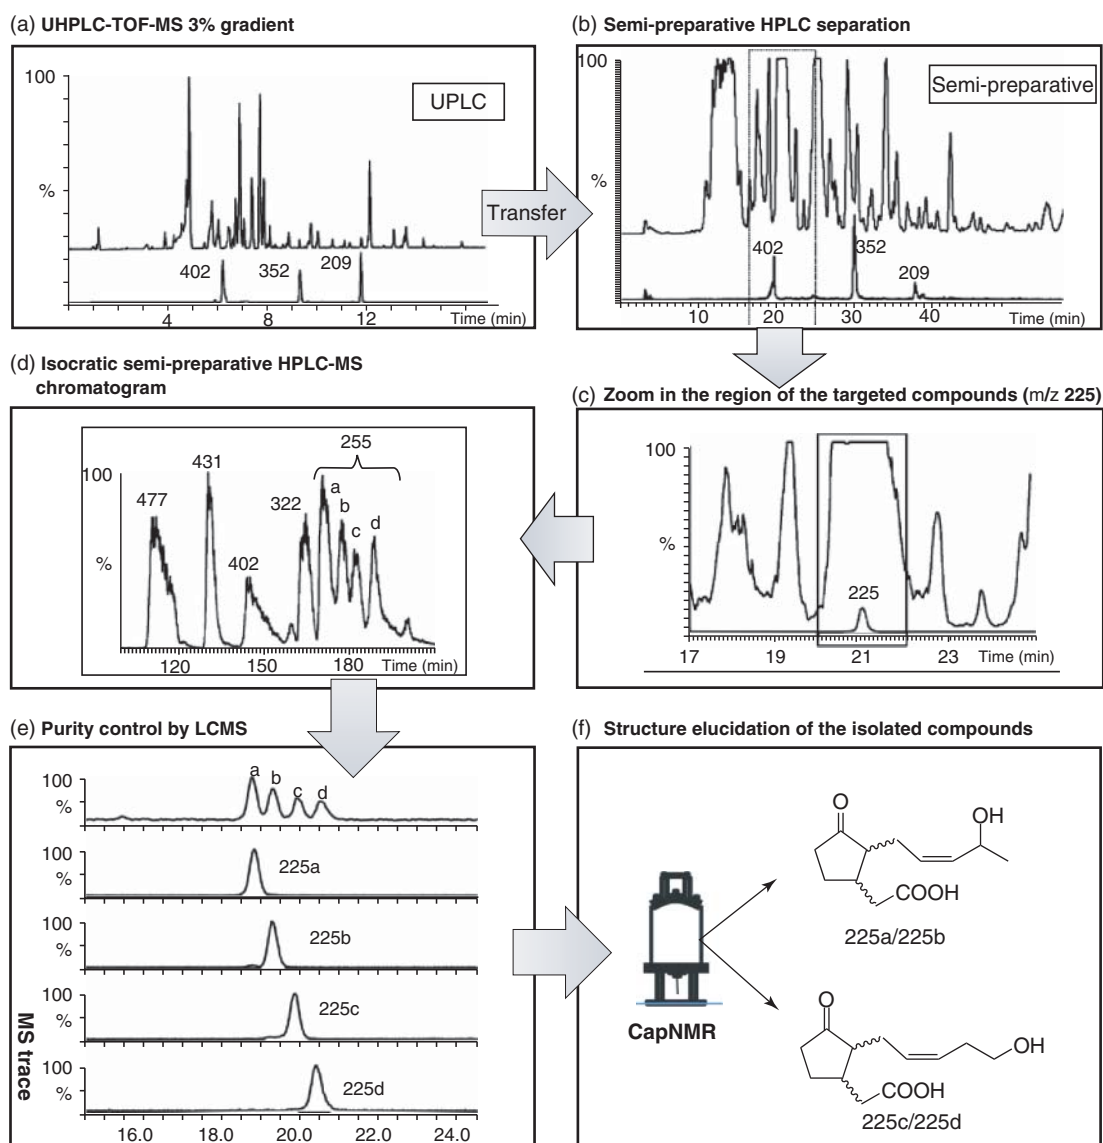 (a) UHPLC-TOF-MS 3% gradient
100
%
UPLC
402
352
209
4 8 12 Time (min)
Transfer
(b) Semi-preparative HPLC separation
100
%
Semi-preparative
402
352
209
10 20 30 40 Time (min)
(d) Isocratic semi-preparative HPLC-MS
chromatogram
100
%
477
431
402
322
255
a
b
c
d
120 150 180 Time (min)
(c) Zoom in the region of the targeted compounds (m/z 225)
100
%
225
17 19 21 23 Time (min)
(e) Purity control by LCMS
100
%
a b c d
100
%
225a
100
%
225b
100
%
225c
100
%
225d
MS trace
16.0 18.0 20.0 22.0 24.0
(f) Structure elucidation of the isolated compounds
CapNMR
O
OH
COOH
225a/225b
O
OH
COOH
225c/225d